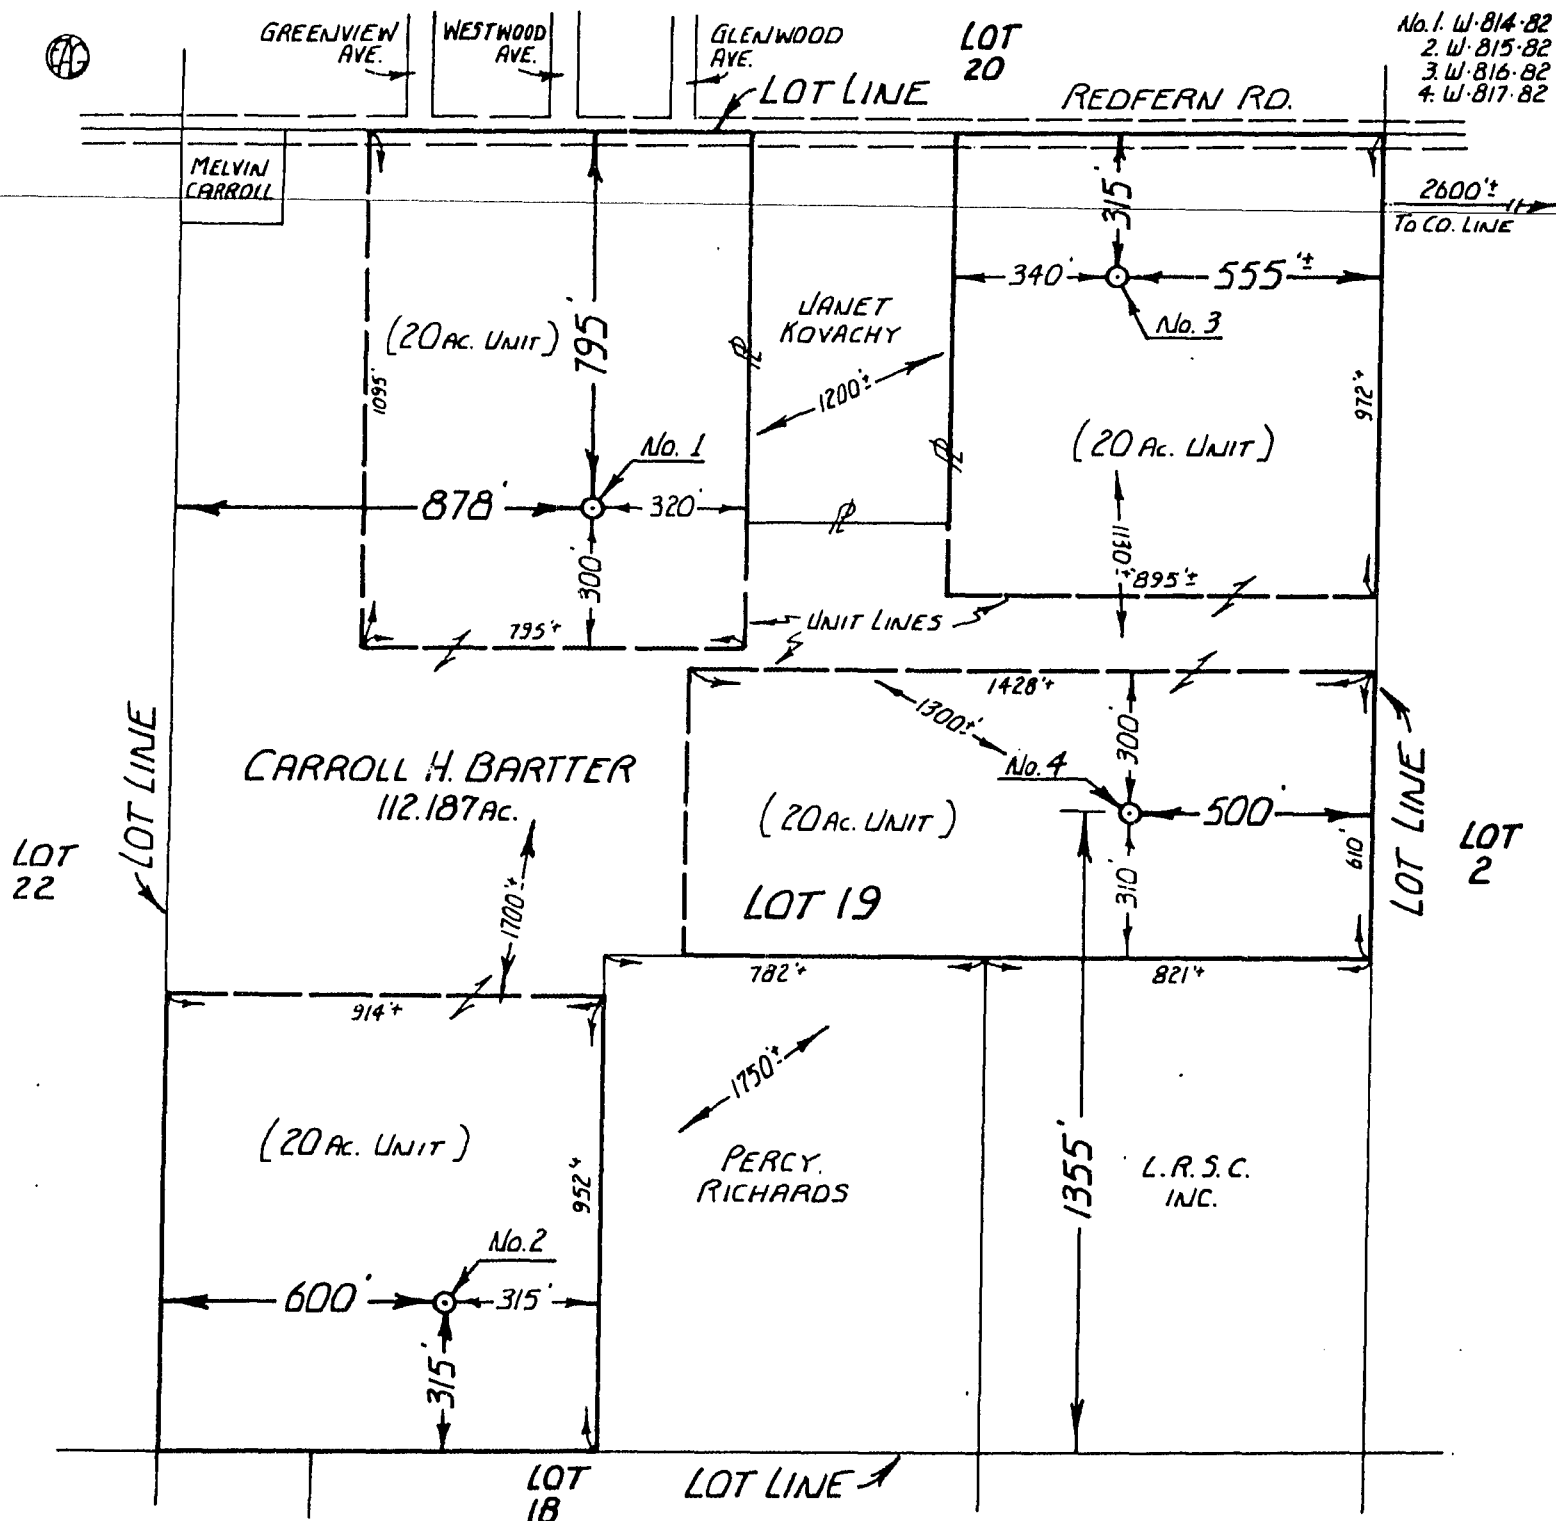 EAG
GREENVIEW
AVE.
WESTWOOD
AVE.
GLENWOOD
AVE.
LOT
20
No. 1. W·814·82
2. W·815·82
3. W·816·82
4. W·817·82
LOT LINE
REDFERN RD.
MELVIN
CARROLL
2600'±
TO CO. LINE
315'
340'
555'±
No. 3
795'
(20 AC. UNIT)
JANET
KOVACHY
1200'±
1095'
972'±
(20 AC. UNIT)
No. 1
878'
320'
300'
1130'±
895'±
795'±
UNIT LINES
1428'±
1300'±
300'
LOT LINE
CARROLL H. BARTTER
112.187 AC.
No. 4
500'
LOT LINE
(20 AC. UNIT)
610'
LOT
2
LOT
22
310'
1700'±
LOT 19
782'±
821'±
914'±
1750'±
(20 AC. UNIT)
952'±
PERCY.
RICHARDS
1355'
L.R.S.C.
INC.
No. 2
600'
315'
315'
LOT
18
LOT LINE